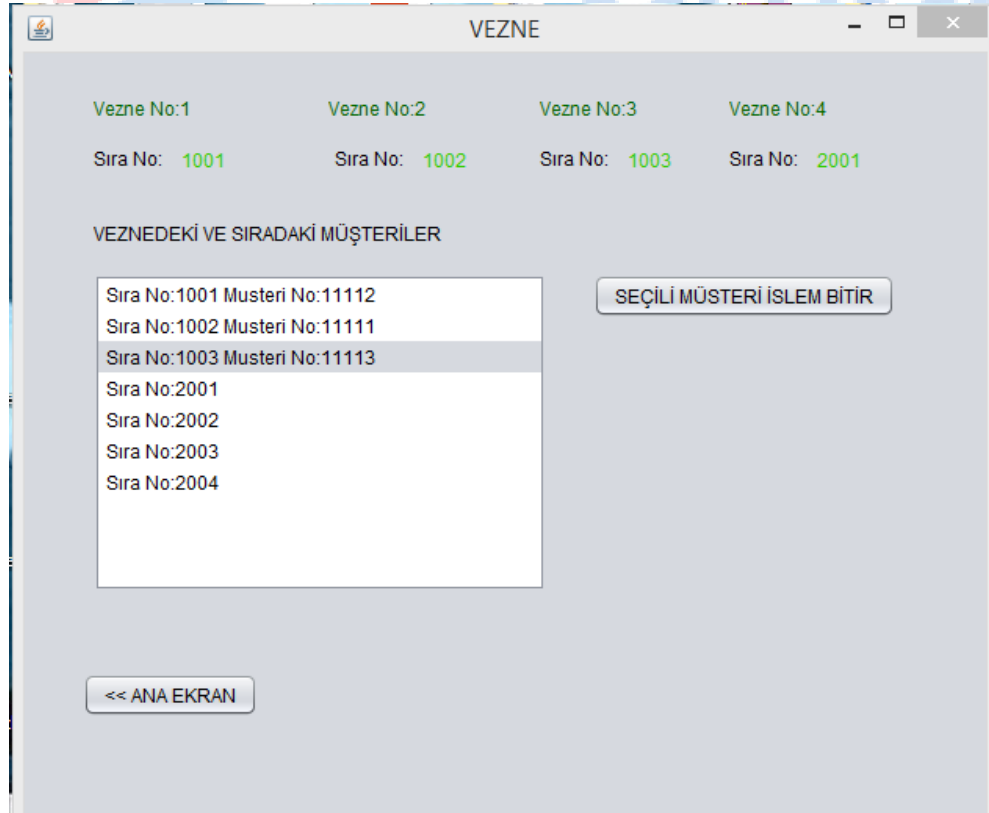 VEZNE
Vezne No:1 Vezne No:2 Vezne No:3 Vezne No:4
Sıra No: 1001 Sıra No: 1002 Sıra No: 1003 Sıra No: 2001
VEZNEDEKİ VE SIRADAKİ MÜŞTERİLER
Sıra No:1001 Musteri No:11112
SEÇİLİ MÜSTERİ İSLEM BİTİR
Sıra No:1002 Musteri No:11111
Sıra No:1003 Musteri No:11113
Sıra No:2001
Sıra No:2002
Sıra No:2003
Sıra No:2004
<< ANA EKRAN